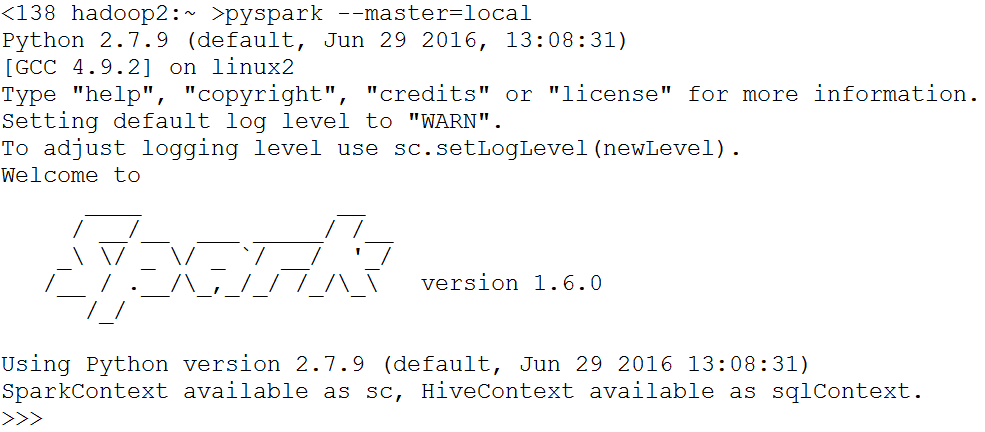 <138 hadoop2:~ >pyspark --master=local
Python 2.7.9 (default, Jun 29 2016, 13:08:31)
[GCC 4.9.2] on linux2
Type "help", "copyright", "credits" or "license" for more information.
Setting default log level to "WARN".
To adjust logging level use sc.setLogLevel(newLevel).
Welcome to
      ____              __
     / __/__  ___ _____/ /__
    _\ \/ _ \/ _ `/ __/  '_/
   /__ / .__/\_,_/_/ /_/\_\   version 1.6.0
      /_/
Using Python version 2.7.9 (default, Jun 29 2016 13:08:31)
SparkContext available as sc, HiveContext available as sqlContext.
>>>